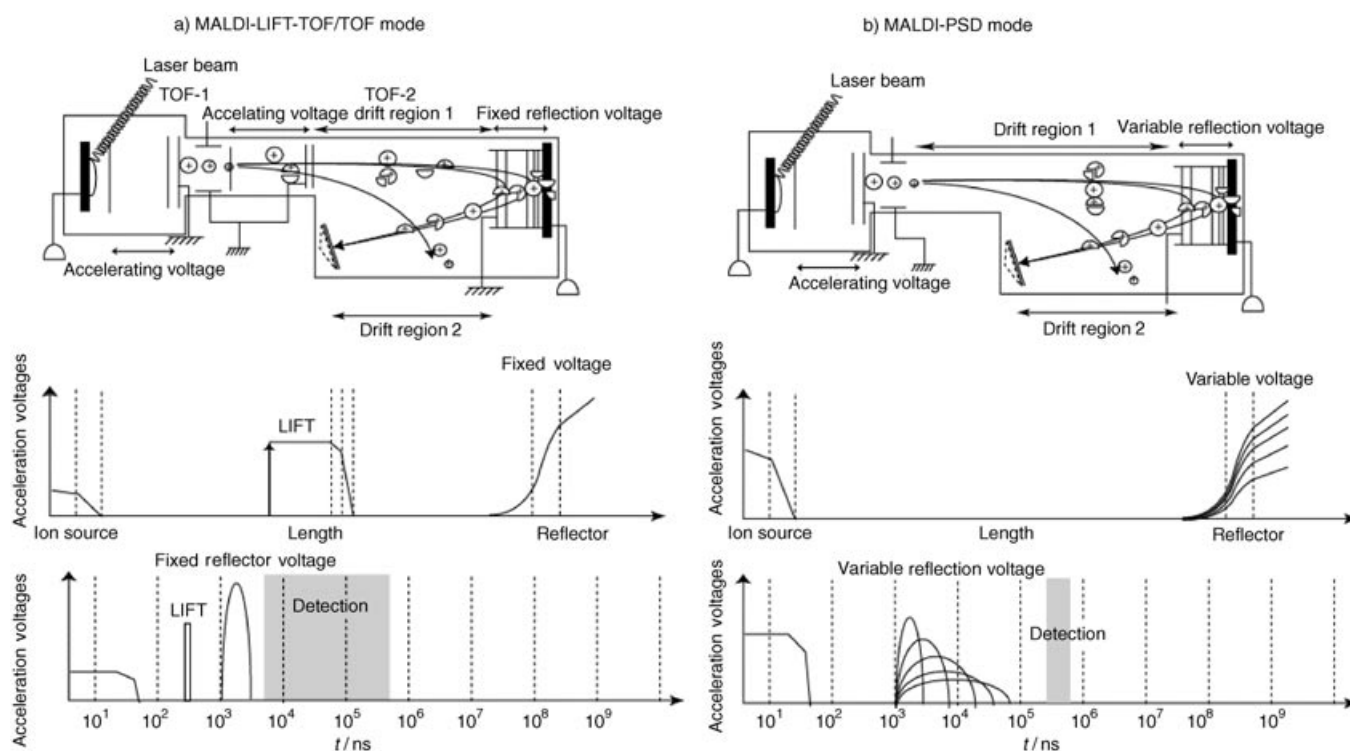 a) MALDI-LIFT-TOF/TOF mode
Laser beam
TOF-1
TOF-2
Accelating voltage
drift region 1
Fixed reflection voltage
Accelerating voltage
Drift region 2
Acceleration voltages
Fixed voltage
LIFT
Ion source
Length
Reflector
Acceleration voltages
Fixed reflector voltage
LIFT
Detection
10¹ 10² 10³ 10⁴ 10⁵ 10⁶ 10⁷ 10⁸ 10⁹
t / ns
b) MALDI-PSD mode
Laser beam
Drift region 1
Variable reflection voltage
Accelerating voltage
Drift region 2
Acceleration voltages
Variable voltage
Ion source
Length
Reflector
Acceleration voltages
Variable reflection voltage
Detection
10¹ 10² 10³ 10⁴ 10⁵ 10⁶ 10⁷ 10⁸ 10⁹
t / ns